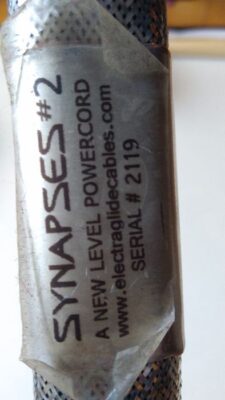 SYNAPSES #2
A NEW LEVEL POWERCORD
www.electraglidecables.com
SERIAL # 2119